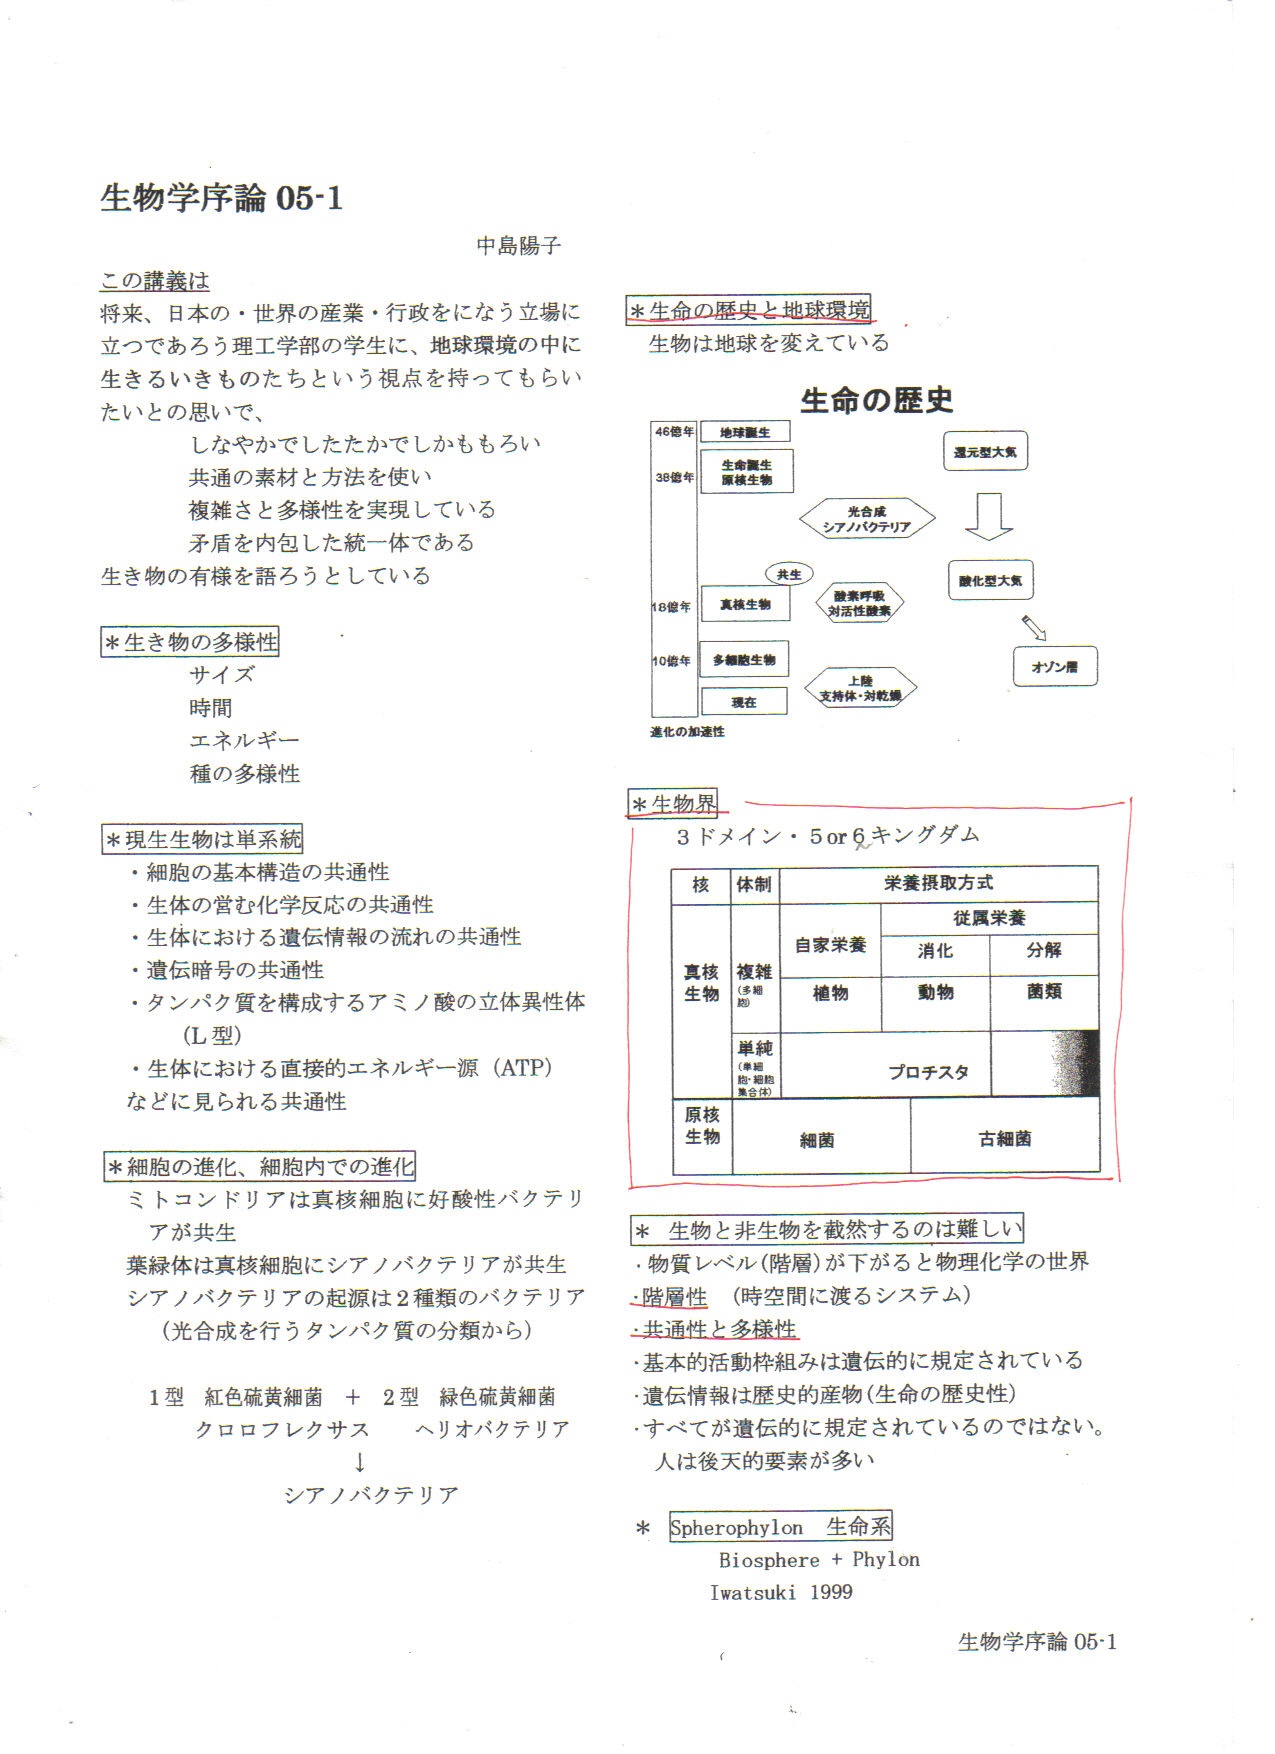 生物学序論 05-1
中島陽子
この講義は
将来、日本の・世界の産業・行政をになう立場に
立つであろう理工学部の学生に、地球環境の中に
生きるいきものたちという視点を持ってもらい
たいとの思いで、
しなやかでしたたかでしかももろい
共通の素材と方法を使い
複雑さと多様性を実現している
矛盾を内包した統一体である
生き物の有様を語ろうとしている
＊生き物の多様性
サイズ
時間
エネルギー
種の多様性
＊現生生物は単系統
・細胞の基本構造の共通性
・生体の営む化学反応の共通性
・生体における遺伝情報の流れの共通性
・遺伝暗号の共通性
・タンパク質を構成するアミノ酸の立体異性体
（L 型）
・生体における直接的エネルギー源（ATP）
などに見られる共通性
＊細胞の進化、細胞内での進化
ミトコンドリアは真核細胞に好酸性バクテリ
アが共生
葉緑体は真核細胞にシアノバクテリアが共生
シアノバクテリアの起源は２種類のバクテリア
（光合成を行うタンパク質の分類から）
１型　紅色硫黄細菌　＋　２型　緑色硫黄細菌
クロロフレクサス　　ヘリオバクテリア
↓
シアノバクテリア
＊生命の歴史と地球環境
生物は地球を変えている
生命の歴史
46億年 地球誕生
還元型大気
38億年 生命誕生
原核生物
光合成
シアノバクテリア
共生
酸化型大気
18億年 真核生物
酸素呼吸
対活性酸素
10億年 多細胞生物
オゾン層
上陸
支持体・対乾燥
現在
進化の加速性
＊生物界
３ドメイン・５or６キングダム
核 体制 栄養摂取方式
従属栄養
自家栄養 消化 分解
真核
生物
複雑
（多細
胞）
植物 動物 菌類
単純
（単細
胞・細胞
集合体）
プロチスタ
原核
生物
細菌 古細菌
＊　生物と非生物を截然するのは難しい
・物質レベル(階層)が下がると物理化学の世界
・階層性　（時空間に渡るシステム）
・共通性と多様性
・基本的活動枠組みは遺伝的に規定されている
・遺伝情報は歴史的産物(生命の歴史性)
・すべてが遺伝的に規定されているのではない。
人は後天的要素が多い
＊　Spherophylon　生命系
Biosphere + Phylon
Iwatsuki 1999
生物学序論 05-1